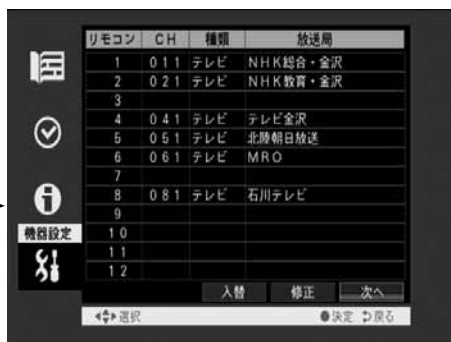 リモコン CH 種類 放送局
1 011 テレビ NHK総合・金沢
2 021 テレビ NHK教育・金沢
3
4 041 テレビ テレビ金沢
5 051 テレビ 北陸朝日放送
6 061 テレビ MRO
7
8 081 テレビ 石川テレビ
9
10
11
12
機器設定
入替 修正 次へ
選択 決定 戻る